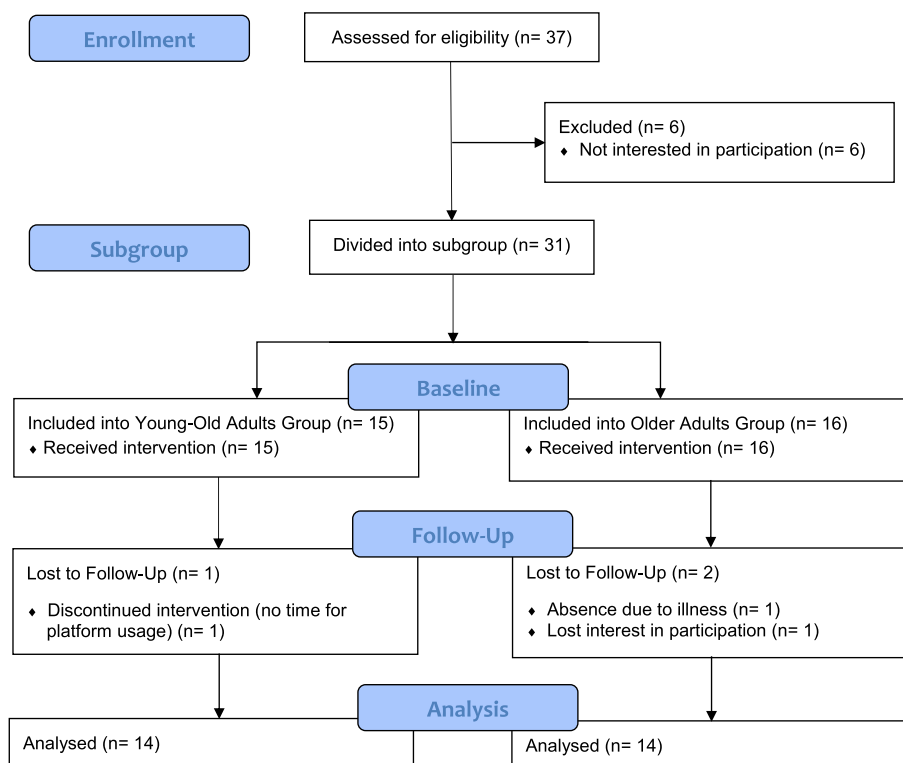 Enrollment
Assessed for eligibility (n= 37)
Excluded (n= 6)
♦ Not interested in participation (n= 6)
Subgroup
Divided into subgroup (n= 31)
Baseline
Included into Young-Old Adults Group (n= 15)
♦ Received intervention (n= 15)
Included into Older Adults Group (n= 16)
♦ Received intervention (n= 16)
Follow-Up
Lost to Follow-Up (n= 1)
♦ Discontinued intervention (no time for
platform usage) (n= 1)
Lost to Follow-Up (n= 2)
♦ Absence due to illness (n= 1)
♦ Lost interest in participation (n= 1)
Analysis
Analysed (n= 14)
Analysed (n= 14)